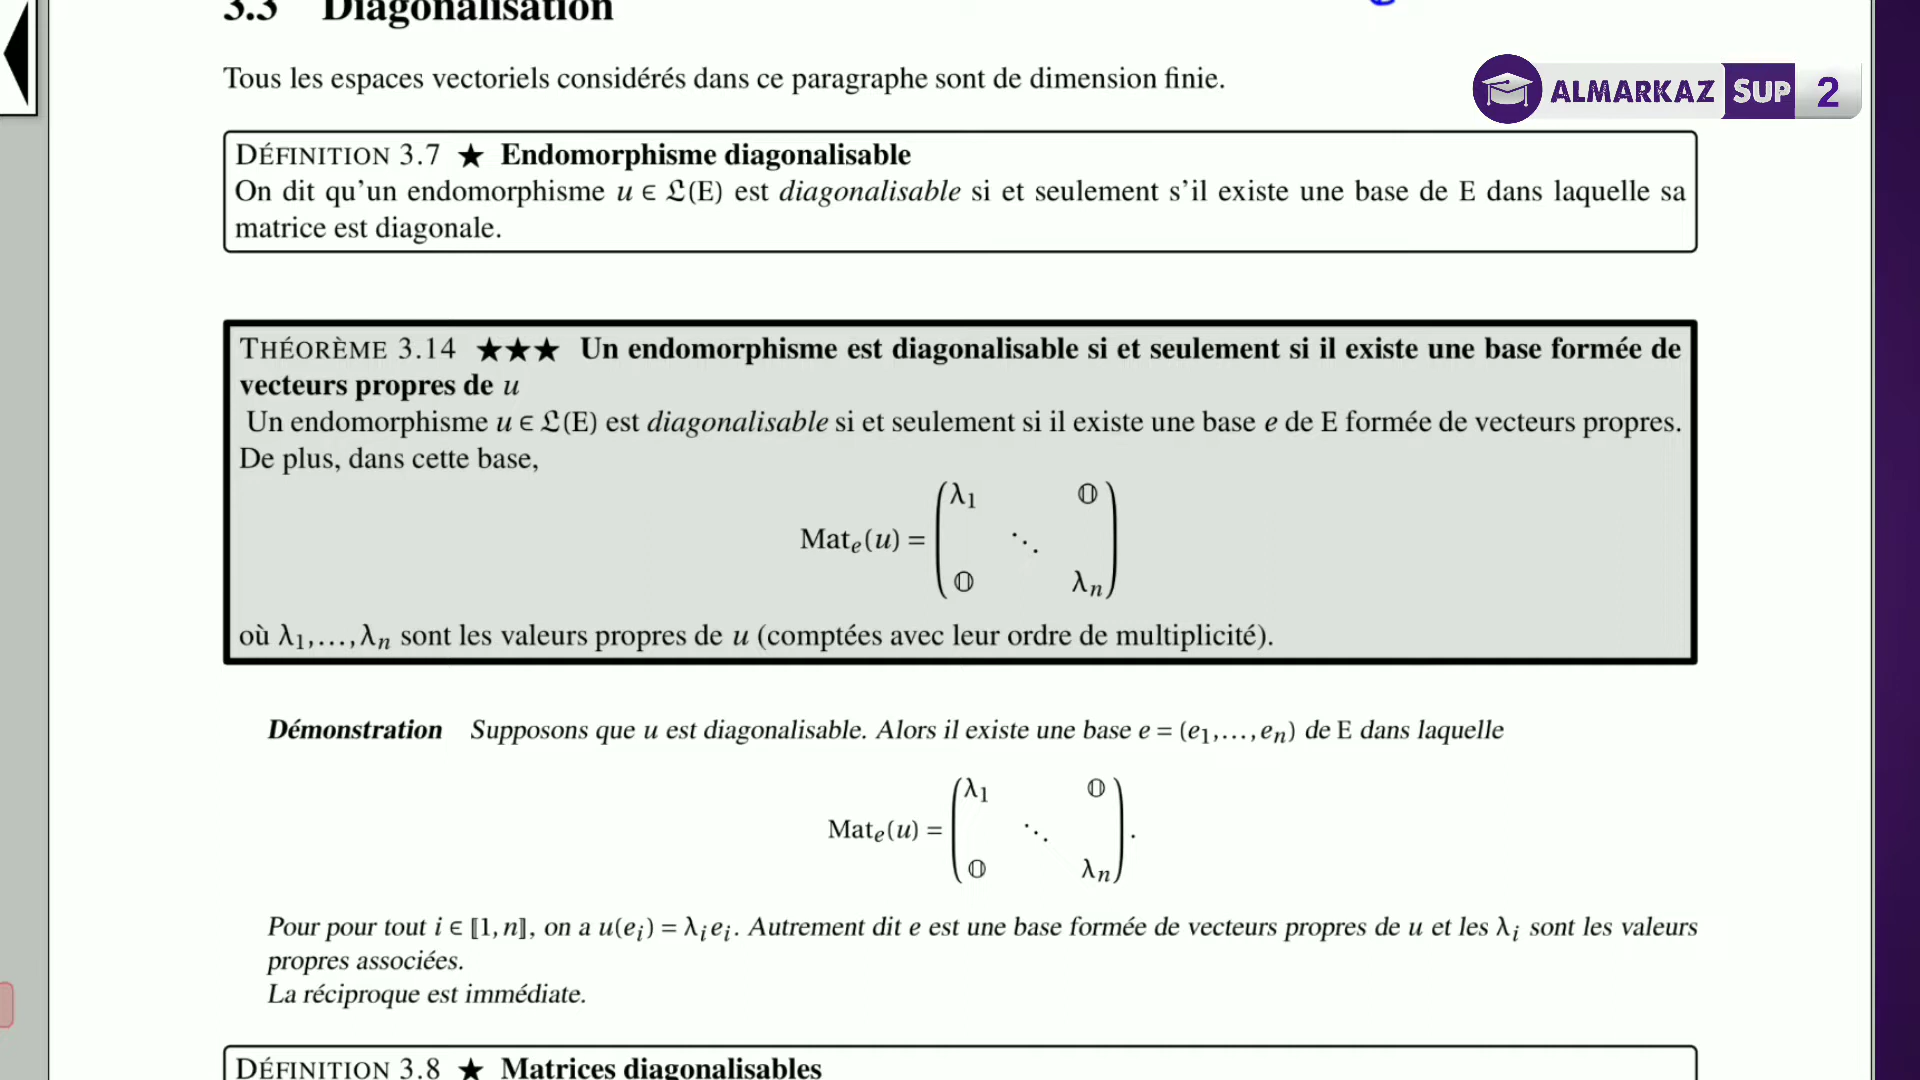 3.3 Diagonalisation
Tous les espaces vectoriels considérés dans ce paragraphe sont de dimension finie.
ALMARKAZ SUP 2
DÉFINITION 3.7 ★ Endomorphisme diagonalisable
On dit qu'un endomorphisme u ∈ 𝔏(E) est diagonalisable si et seulement s'il existe une base de E dans laquelle sa
matrice est diagonale.
THÉORÈME 3.14 ★★★ Un endomorphisme est diagonalisable si et seulement si il existe une base formée de
vecteurs propres de u
Un endomorphisme u ∈ 𝔏(E) est diagonalisable si et seulement si il existe une base e de E formée de vecteurs propres.
De plus, dans cette base,
λ1 𝕆
Mate(u) = ⋱
𝕆 λn
où λ1,…,λn sont les valeurs propres de u (comptées avec leur ordre de multiplicité).
Démonstration Supposons que u est diagonalisable. Alors il existe une base e = (e1,…,en) de E dans laquelle
λ1 𝕆
Mate(u) = ⋱ .
𝕆 λn
Pour pour tout i ∈ ⟦1,n⟧, on a u(ei) = λiei. Autrement dit e est une base formée de vecteurs propres de u et les λi sont les valeurs
propres associées.
La réciproque est immédiate.
DÉFINITION 3.8 ★ Matrices diagonalisables